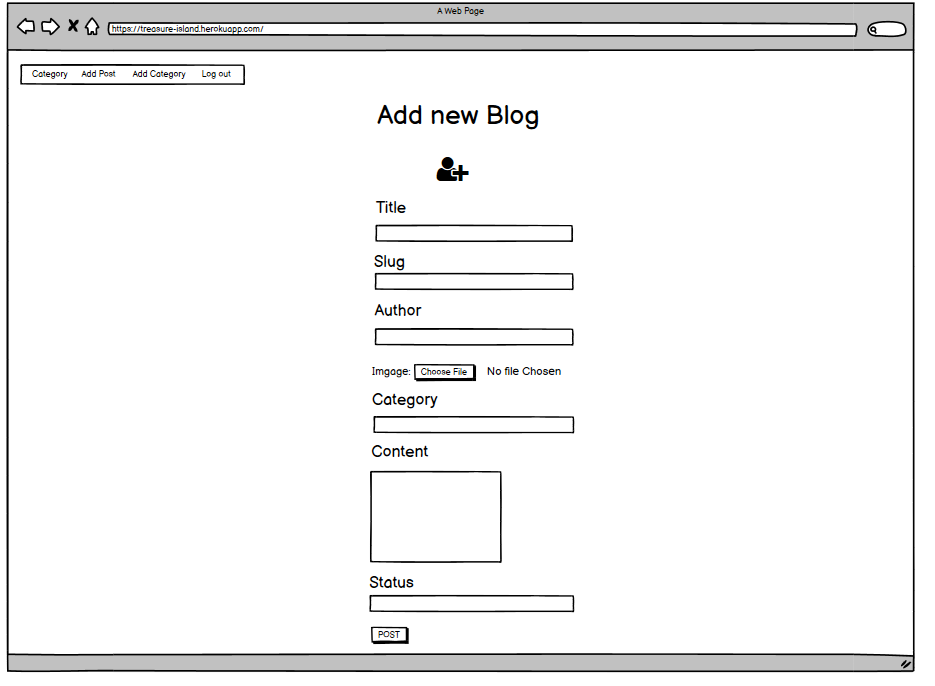 A Web Page
https://treasure-island.herokuapp.com/
Category Add Post Add Category Log out
Add new Blog
Title
Slug
Author
Imgage: Choose File No file Chosen
Category
Content
Status
POST